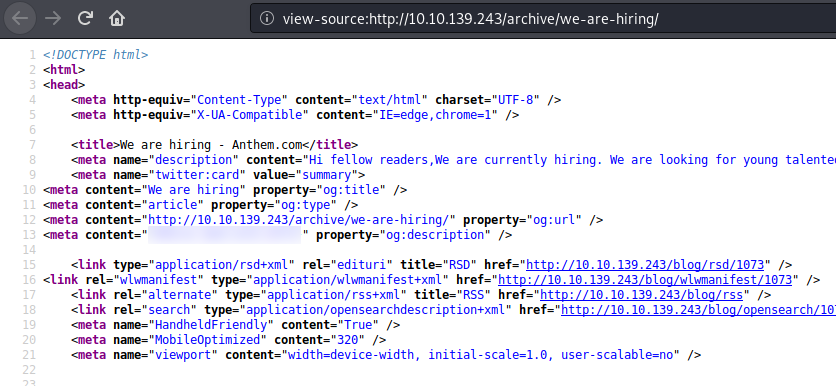 view-source:http://10.10.139.243/archive/we-are-hiring/
1 <!DOCTYPE html>
2 <html>
3 <head>
4 <meta http-equiv="Content-Type" content="text/html" charset="UTF-8" />
5 <meta http-equiv="X-UA-Compatible" content="IE=edge,chrome=1" />
6
7 <title>We are hiring - Anthem.com</title>
8 <meta name="description" content="Hi fellow readers,We are currently hiring. We are looking for young talented
9 <meta name="twitter:card" value="summary">
10 <meta content="We are hiring" property="og:title" />
11 <meta content="article" property="og:type" />
12 <meta content="http://10.10.139.243/archive/we-are-hiring/" property="og:url" />
13 <meta content=" " property="og:description" />
14
15 <link type="application/rsd+xml" rel="edituri" title="RSD" href="http://10.10.139.243/blog/rsd/1073" />
16 <link rel="wlwmanifest" type="application/wlwmanifest+xml" href="http://10.10.139.243/blog/wlwmanifest/1073" />
17 <link rel="alternate" type="application/rss+xml" title="RSS" href="http://10.10.139.243/blog/rss" />
18 <link rel="search" type="application/opensearchdescription+xml" href="http://10.10.139.243/blog/opensearch/107
19 <meta name="HandheldFriendly" content="True" />
20 <meta name="MobileOptimized" content="320" />
21 <meta name="viewport" content="width=device-width, initial-scale=1.0, user-scalable=no" />
22
23